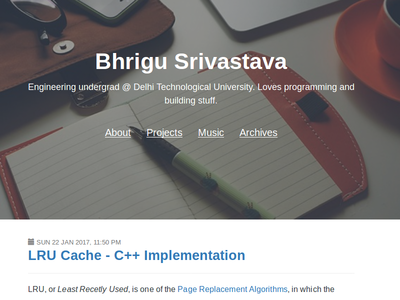 Bhrigu Srivastava
Engineering undergrad @ Delhi Technological University. Loves programming and
building stuff.
About Projects Music Archives
SUN 22 JAN 2017, 11:50 PM
LRU Cache - C++ Implementation
LRU, or Least Recetly Used, is one of the Page Replacement Algorithms, in which the